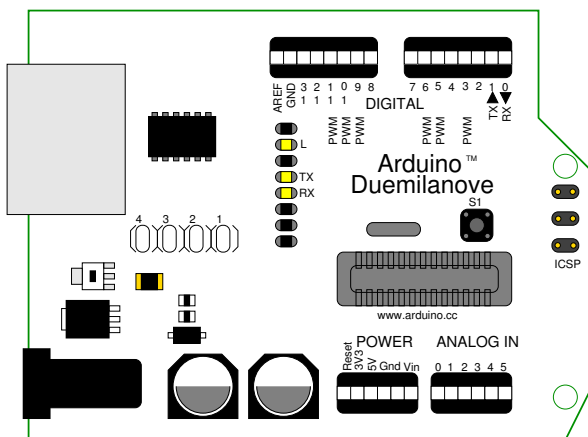 AREF
GND
13
12
11
10
9
8
7
6
5
4
3
2
1
0
DIGITAL
TX
RX
PWM
PWM
PWM
PWM
PWM
PWM
L
TX
RX
Arduino™
Duemilanove
S1
4 3 2 1
ICSP
www.arduino.cc
POWER
ANALOG IN
Reset
3V3
5V
Gnd
Vin
0 1 2 3 4 5